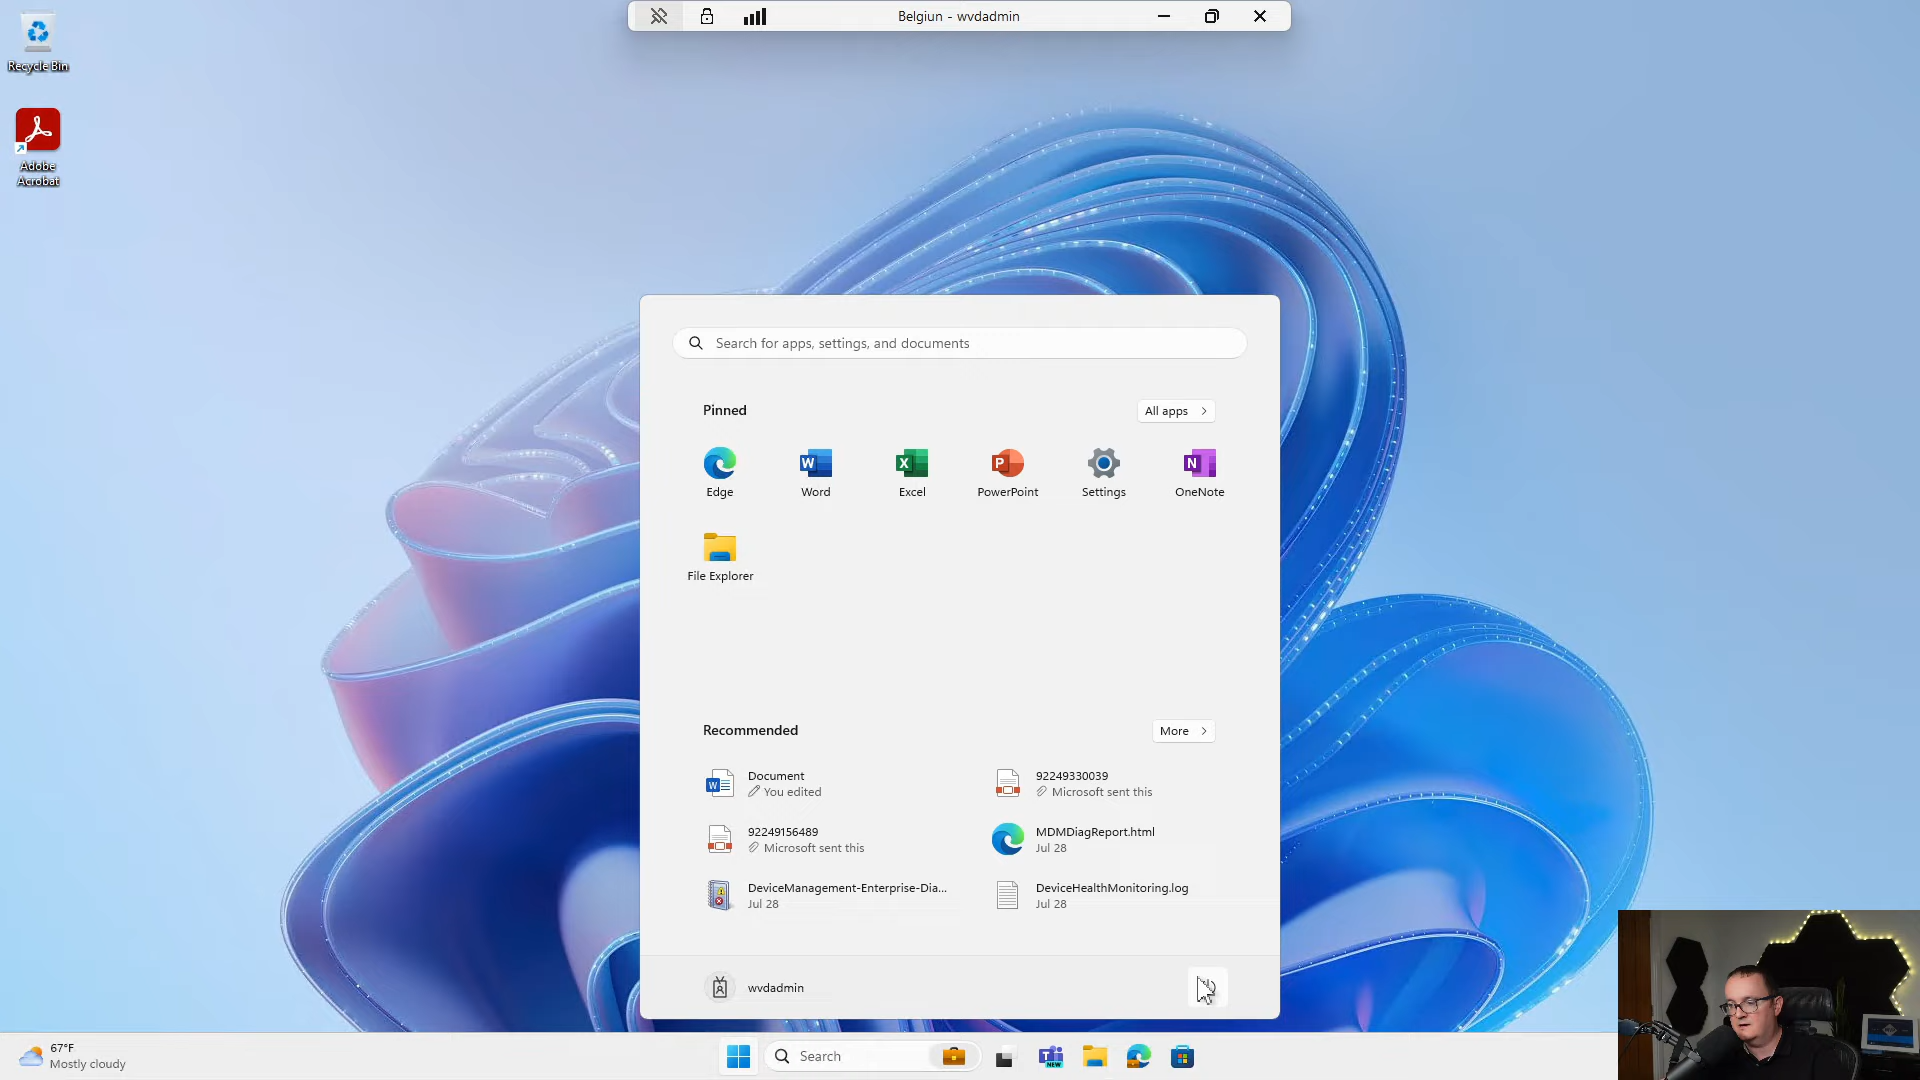 Belgiun - wvdadmin
Recycle Bin
Adobe
Acrobat
Search for apps, settings, and documents
Pinned
All apps
Edge
Word
Excel
PowerPoint
Settings
OneNote
File Explorer
Recommended
More
Document
You edited
92249330039
Microsoft sent this
92249156489
Microsoft sent this
MDMDiagReport.html
Jul 28
DeviceManagement-Enterprise-Dia...
Jul 28
DeviceHealthMonitoring.log
Jul 28
wvdadmin
67°F
Mostly cloudy
Search
NEW